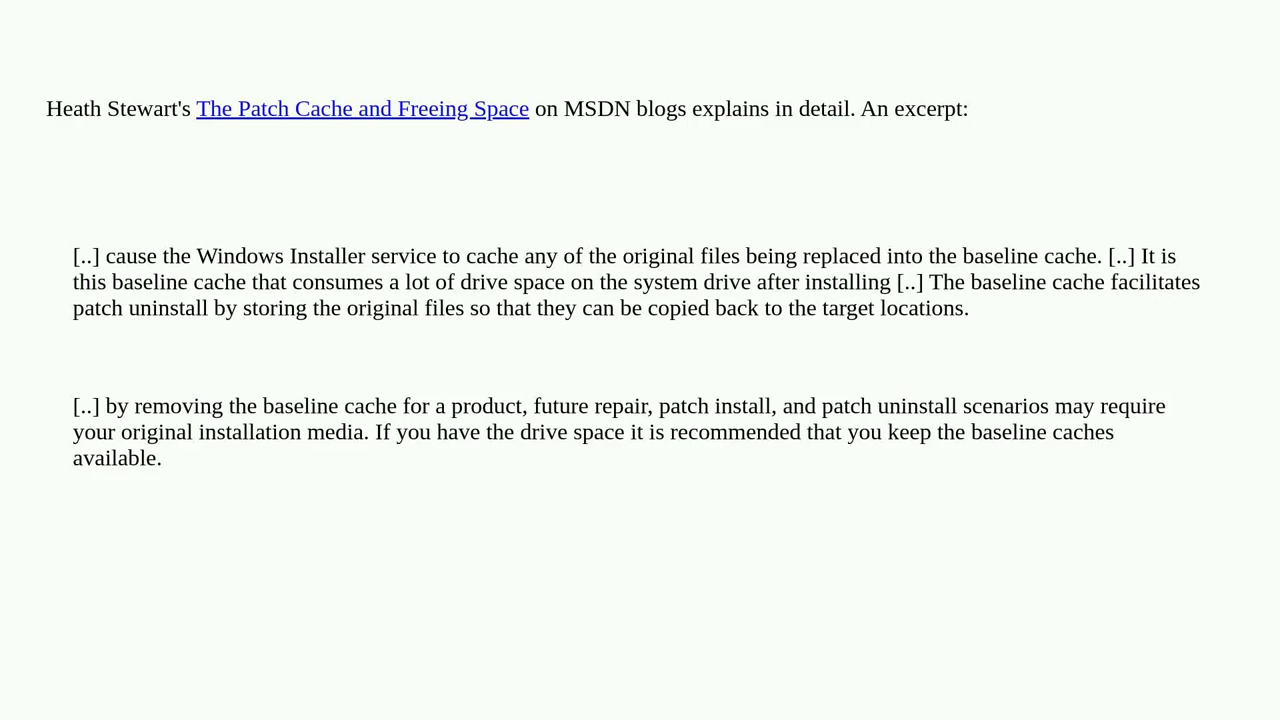 Heath Stewart's The Patch Cache and Freeing Space on MSDN blogs explains in detail. An excerpt:
[..] cause the Windows Installer service to cache any of the original files being replaced into the baseline cache. [..] It is
this baseline cache that consumes a lot of drive space on the system drive after installing [..] The baseline cache facilitates
patch uninstall by storing the original files so that they can be copied back to the target locations.
[..] by removing the baseline cache for a product, future repair, patch install, and patch uninstall scenarios may require
your original installation media. If you have the drive space it is recommended that you keep the baseline caches
available.